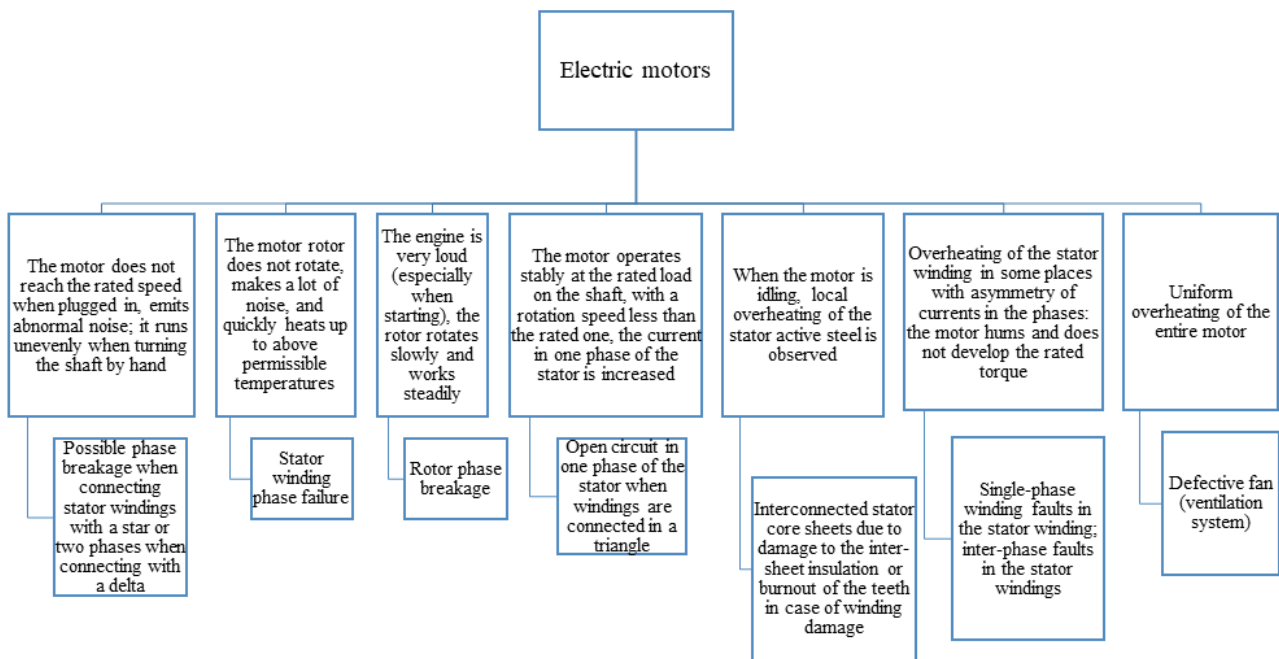 Electric motors
The motor does not
reach the rated speed
when plugged in, emits
abnormal noise; it runs
unevenly when turning
the shaft by hand
The motor rotor
does not rotate,
makes a lot of
noise, and
quickly heats up
to above
permissible
temperatures
The engine is
very loud
(especially
when
starting), the
rotor rotates
slowly and
works
steadily
The motor operates
stably at the rated load
on the shaft, with a
rotation speed less than
the rated one, the current
in one phase of the
stator is increased
When the motor is
idling, local
overheating of the
stator active steel is
observed
Overheating of the stator
winding in some places
with asymmetry of
currents in the phases:
the motor hums and does
not develop the rated
torque
Uniform
overheating of the
entire motor
Possible phase
breakage when
connecting
stator windings
with a star or
two phases when
connecting with
a delta
Stator
winding
phase failure
Rotor phase
breakage
Open circuit in
one phase of the
stator when
windings are
connected in a
triangle
Interconnected stator
core sheets due to
damage to the inter-
sheet insulation or
burnout of the teeth
in case of winding
damage
Single-phase
winding faults in
the stator winding;
inter-phase faults
in the stator
windings
Defective fan
(ventilation
system)